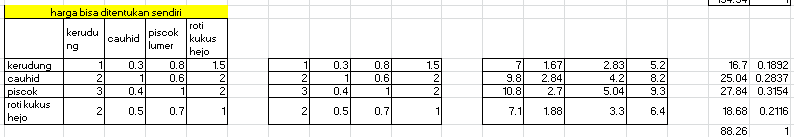 harga bisa ditentukan sendiri
kerudu ng cauhid piscok lumer roti kukus hejo
kerudung 1 0.3 0.8 1.5 1 0.3 0.8 1.5 7 1.67 2.83 5.2 16.7 0.1892
cauhid 2 1 0.6 2 2 1 0.6 2 9.8 2.84 4.2 8.2 25.04 0.2837
piscok 3 0.4 1 2 3 0.4 1 2 10.8 2.7 5.04 9.3 27.84 0.3154
roti kukus hejo 2 0.5 0.7 1 2 0.5 0.7 1 7.1 1.88 3.3 6.4 18.68 0.2116
88.26 1